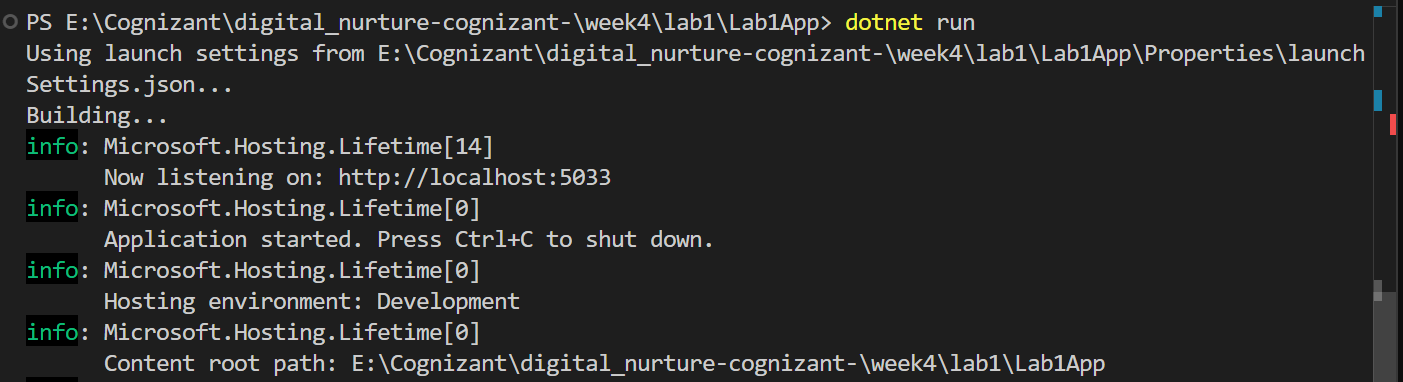 PS E:\Cognizant\digital_nurture-cognizant-\week4\lab1\Lab1App> dotnet run
Using launch settings from E:\Cognizant\digital_nurture-cognizant-\week4\lab1\Lab1App\Properties\launch
Settings.json...
Building...
info: Microsoft.Hosting.Lifetime[14]
      Now listening on: http://localhost:5033
info: Microsoft.Hosting.Lifetime[0]
      Application started. Press Ctrl+C to shut down.
info: Microsoft.Hosting.Lifetime[0]
      Hosting environment: Development
info: Microsoft.Hosting.Lifetime[0]
      Content root path: E:\Cognizant\digital_nurture-cognizant-\week4\lab1\Lab1App